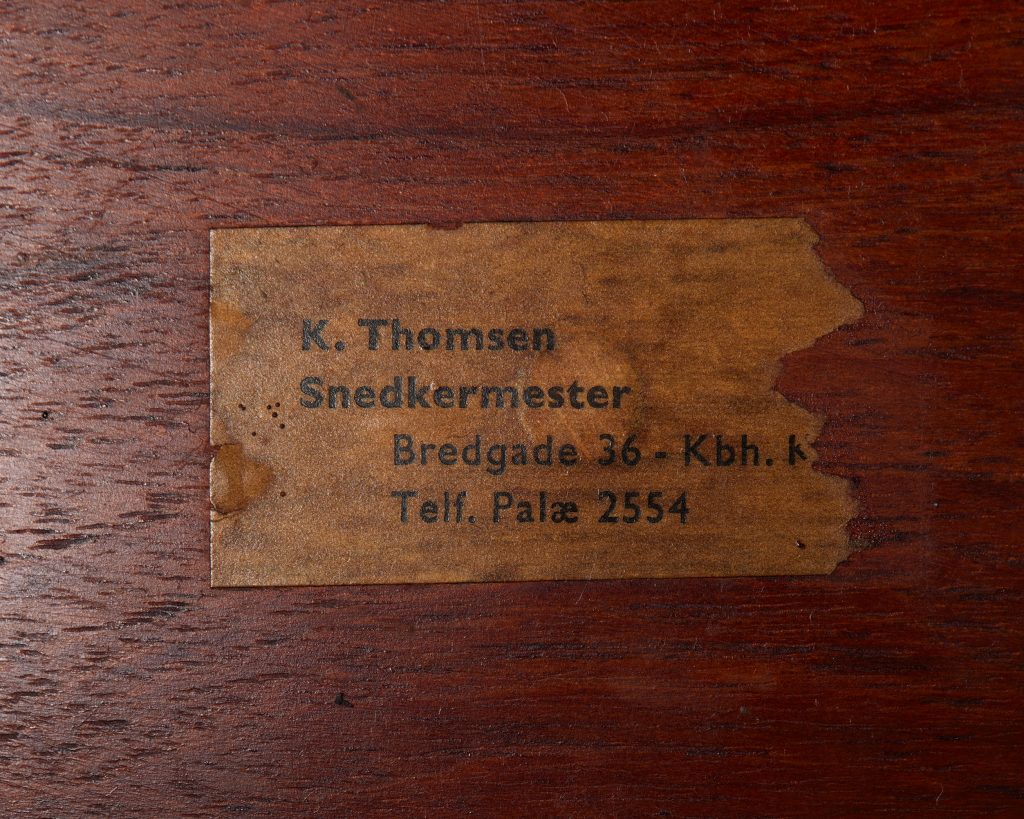 K. Thomsen
Snedkermester
Bredgade 36 - Kbh. K
Telf. Palæ 2554